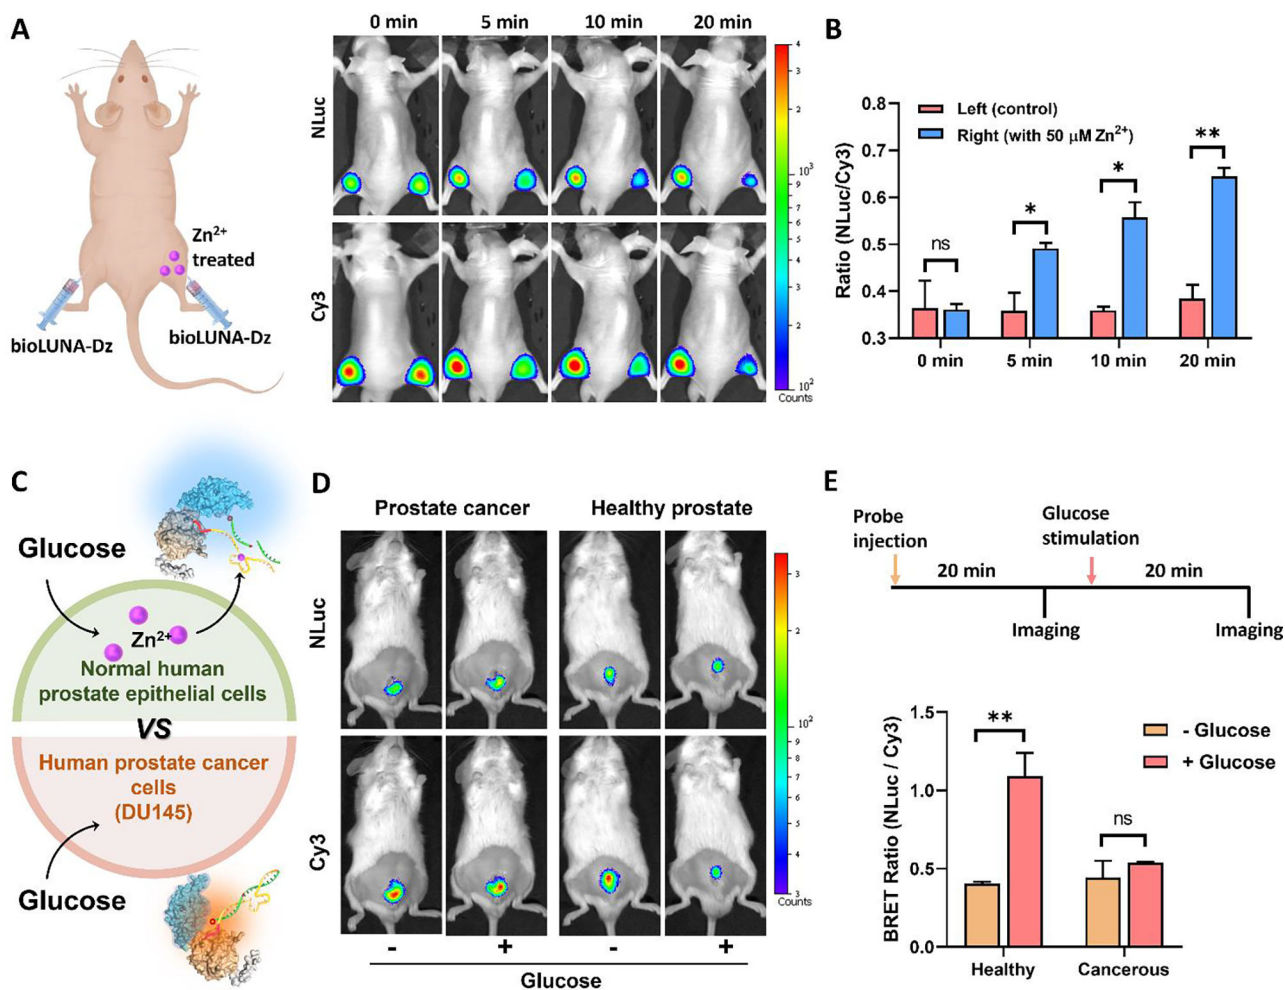 A
0 min
5 min
10 min
20 min
NLuc
Cy3
Zn²⁺
treated
bioLUNA-Dz
bioLUNA-Dz
4
3
2
10³
9
8
7
6
5
4
3
2
10²
Counts
B
Ratio (NLuc/Cy3)
0.8
0.7
0.6
0.5
0.4
0.3
Left (control)
Right (with 50 μM Zn²⁺)
ns
*
*
**
0 min
5 min
10 min
20 min
C
Glucose
Zn²⁺
Normal human
prostate epithelial cells
VS
Human prostate cancer
cells
(DU145)
Glucose
D
Prostate cancer
Healthy prostate
NLuc
Cy3
- + - +
Glucose
3
2
10²
9
8
7
6
5
4
3
Counts
E
Probe
injection
Glucose
stimulation
20 min
20 min
Imaging
Imaging
BRET Ratio (NLuc / Cy3)
1.5
1.0
0.5
0.0
**
ns
- Glucose
+ Glucose
Healthy
Cancerous